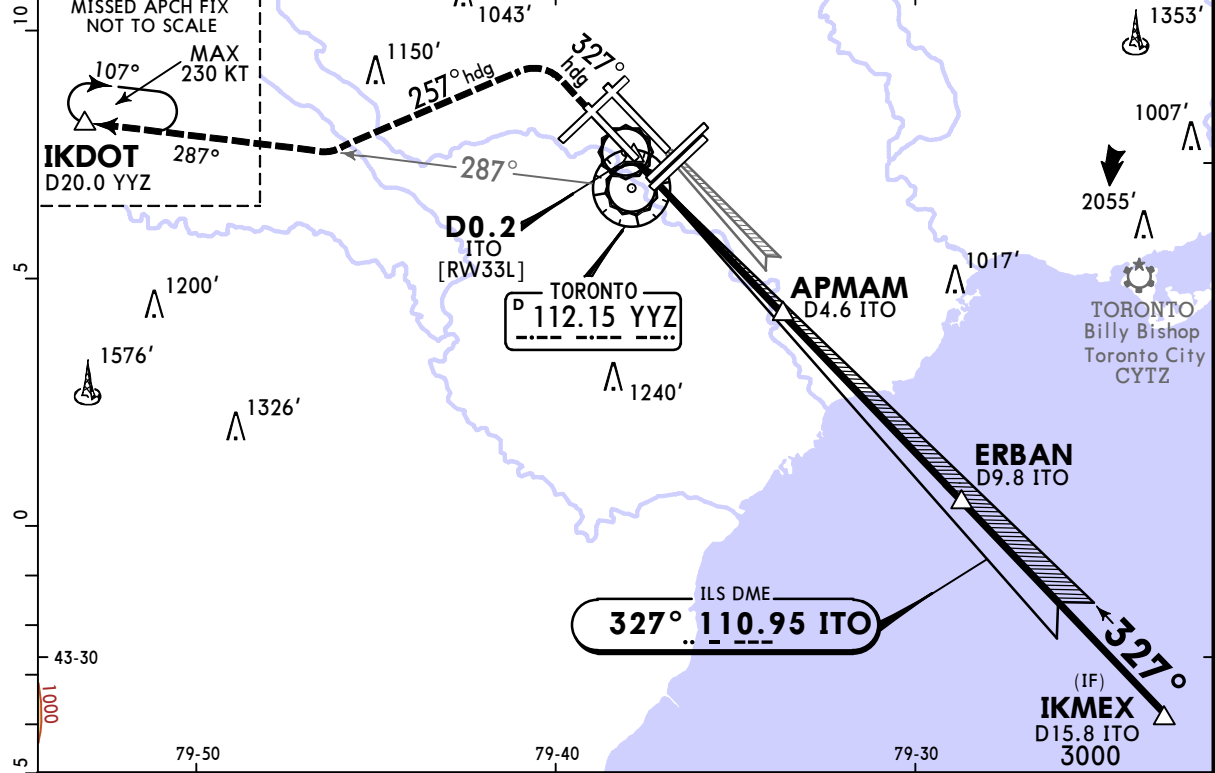 MISSED APCH FIX
NOT TO SCALE
MAX
230 KT
107°
IKDOT
D20.0 YYZ
287°
10
1043'
1150'
257° hdg
327°
hdg
1353'
1007'
2055'
287°
D0.2
ITO
[RW33L]
5
1200'
TORONTO
D 112.15 YYZ
APMAM
D4.6 ITO
1017'
TORONTO
Billy Bishop
Toronto City
CYTZ
1576'
1326'
1240'
ERBAN
D9.8 ITO
0
ILS DME
327° 110.95 ITO
327°
43-30
1000
(IF)
IKMEX
D15.8 ITO
3000
5
79-50
79-40
79-30